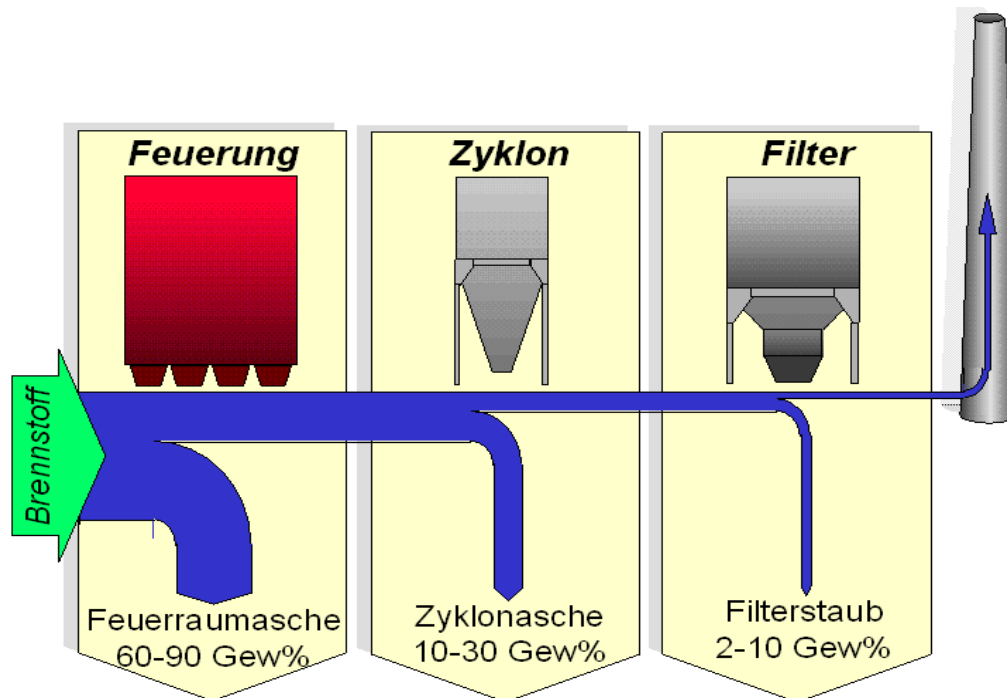 Feuerung
Zyklon
Filter
Brennstoff
Feuerraumasche
60-90 Gew%
Zyklonasche
10-30 Gew%
Filterstaub
2-10 Gew%